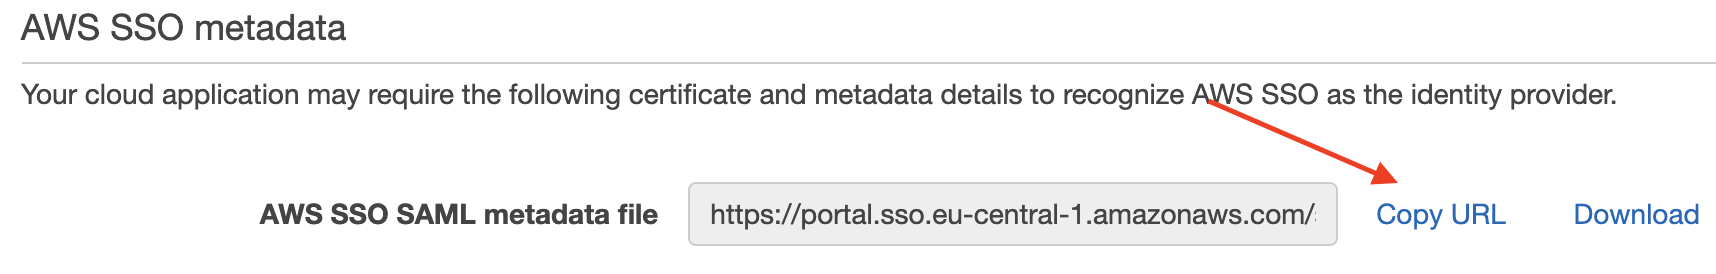 AWS SSO metadata
Your cloud application may require the following certificate and metadata details to recognize AWS SSO as the identity provider.
AWS SSO SAML metadata file https://portal.sso.eu-central-1.amazonaws.com/ Copy URL Download